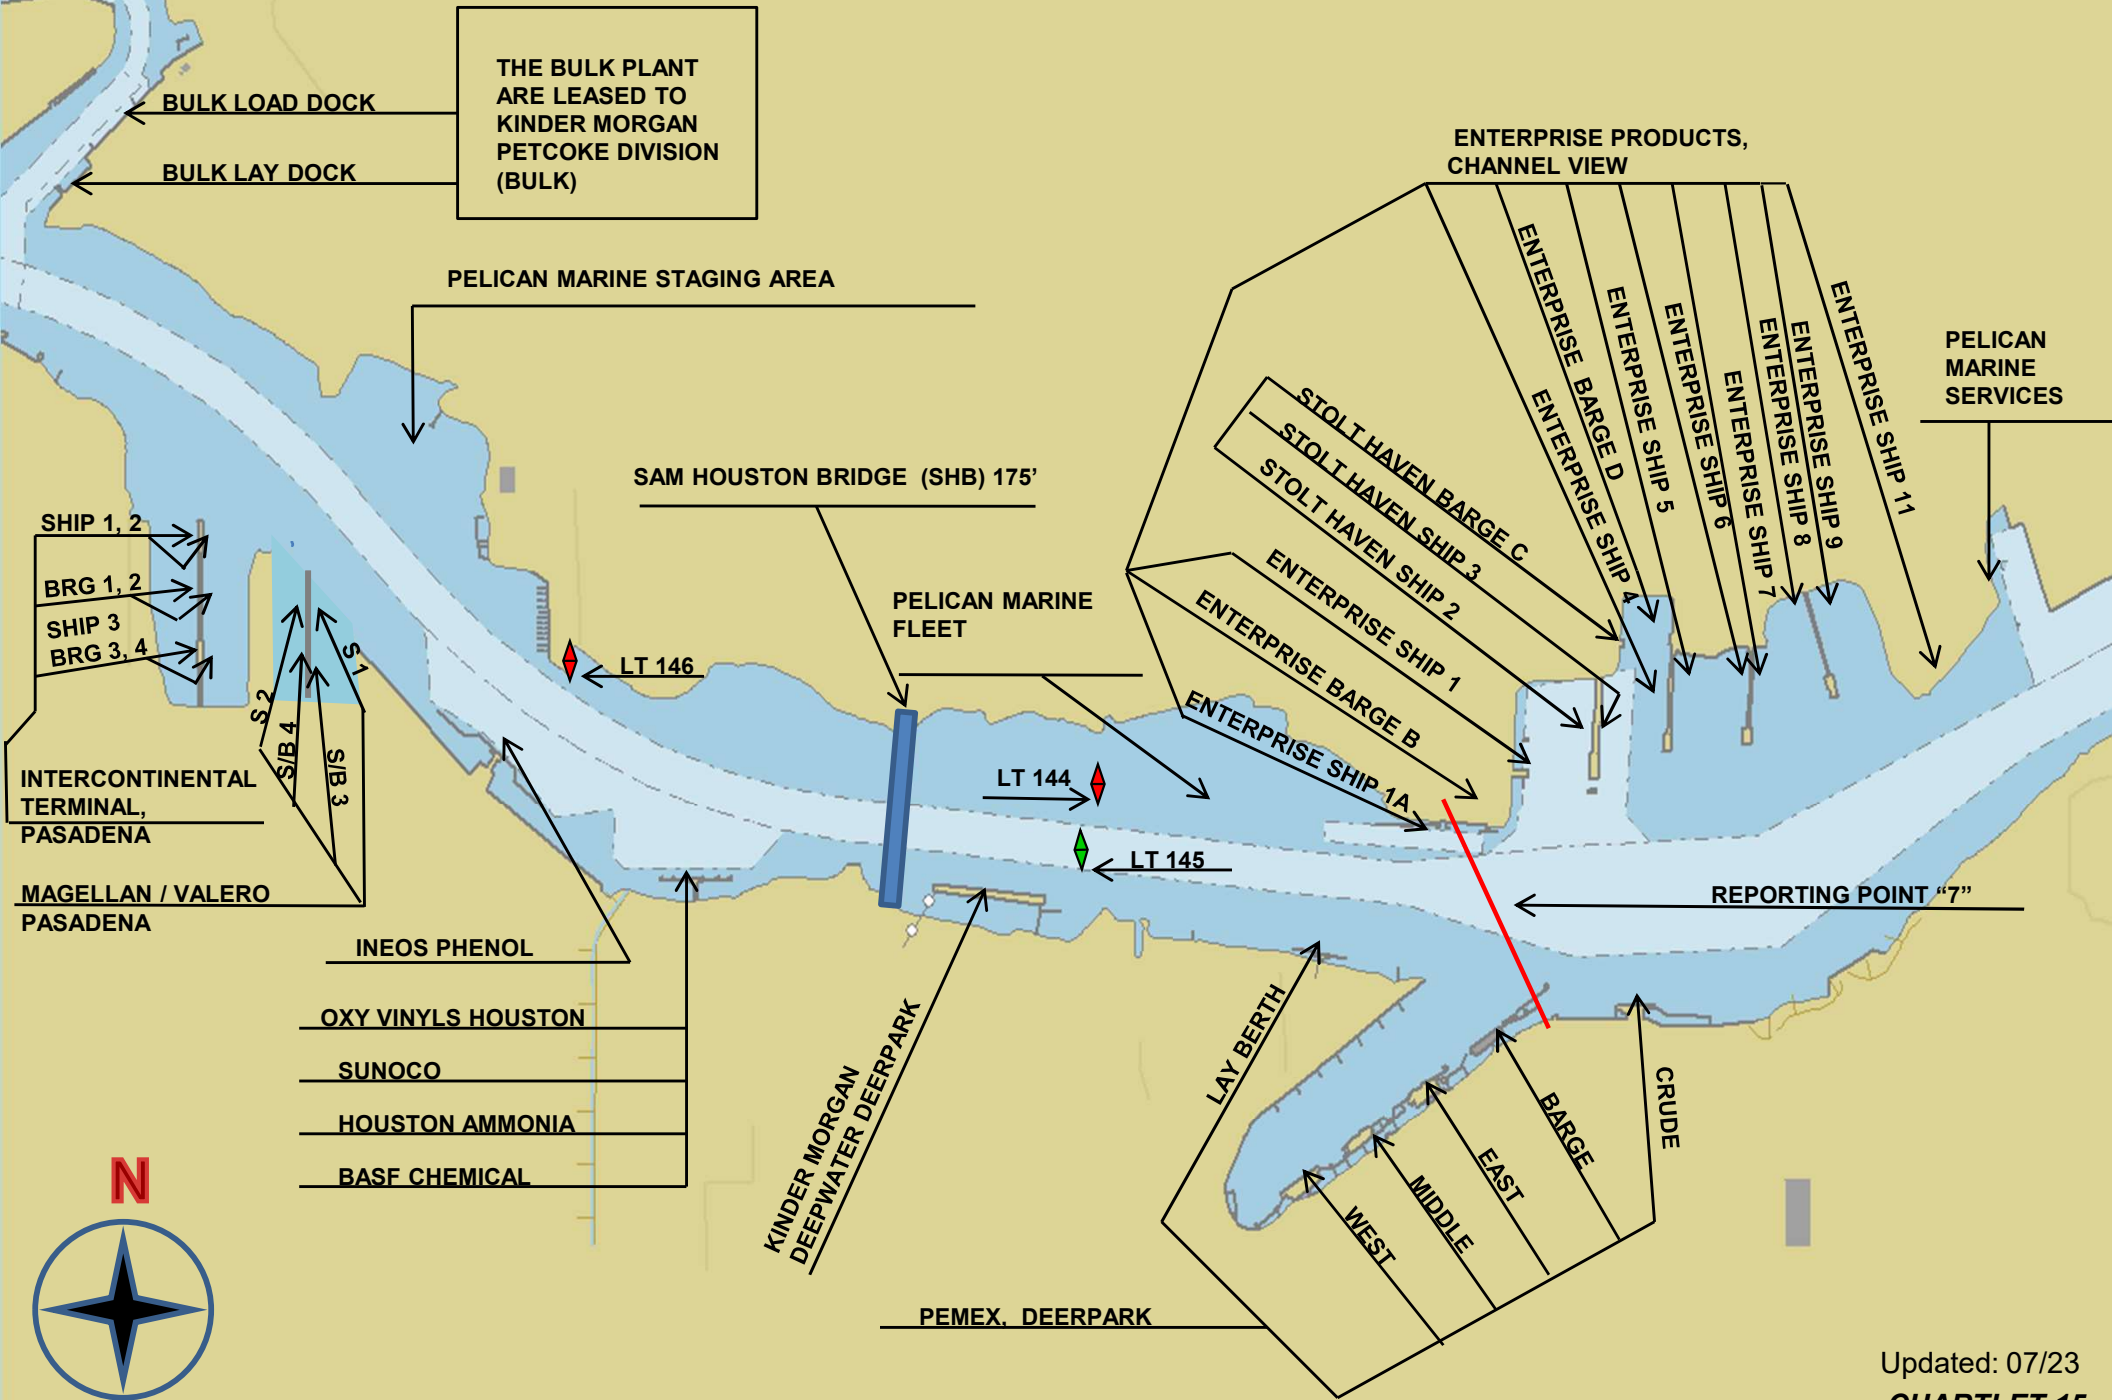 THE BULK PLANT
ARE LEASED TO
KINDER MORGAN
PETCOKE DIVISION
(BULK)
BULK LOAD DOCK
BULK LAY DOCK
ENTERPRISE PRODUCTS,
CHANNEL VIEW
PELICAN MARINE STAGING AREA
ENTERPRISE BARGE D
ENTERPRISE SHIP 4
ENTERPRISE SHIP 5
ENTERPRISE SHIP 6
ENTERPRISE SHIP 7
ENTERPRISE SHIP 8
ENTERPRISE SHIP 9
ENTERPRISE SHIP 11
PELICAN
MARINE
SERVICES
STOLT HAVEN BARGE C
STOLT HAVEN SHIP 3
STOLT HAVEN SHIP 2
SAM HOUSTON BRIDGE (SHB) 175’
ENTERPRISE SHIP 1
ENTERPRISE BARGE B
ENTERPRISE SHIP 1A
PELICAN MARINE
FLEET
SHIP 1, 2
BRG 1, 2
SHIP 3
BRG 3, 4
S 2
S/B 4
S/B 3
S 1
LT 146
LT 144
LT 145
INTERCONTINENTAL
TERMINAL,
PASADENA
MAGELLAN / VALERO
PASADENA
REPORTING POINT “7”
INEOS PHENOL
OXY VINYLS HOUSTON
SUNOCO
HOUSTON AMMONIA
BASF CHEMICAL
KINDER MORGAN
DEEPWATER DEERPARK
LAY BERTH
WEST
MIDDLE
EAST
BARGE
CRUDE
PEMEX, DEERPARK
N
Updated: 07/23
CHARTLET 15